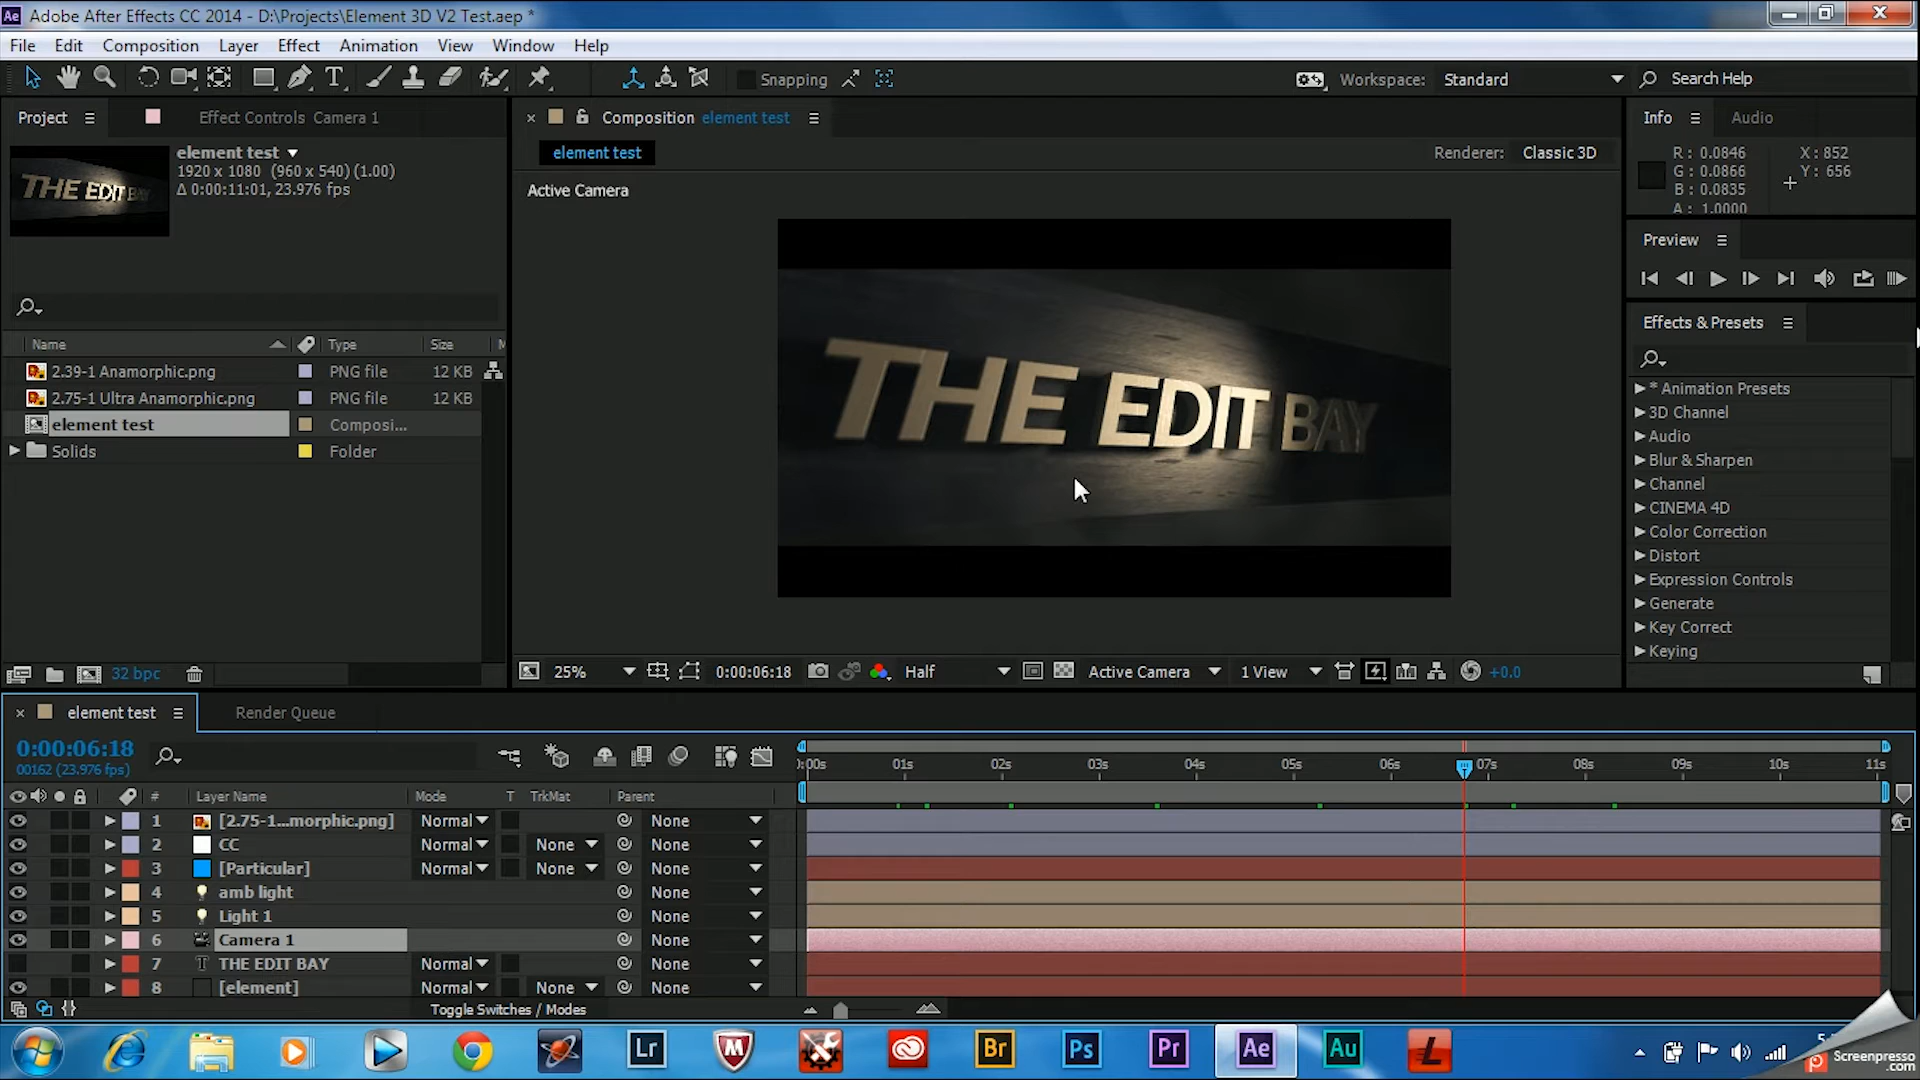 Adobe After Effects CC 2014 - D:\Projects\Element 3D V2 Test.aep *
File Edit Composition Layer Effect Animation View Window Help
Snapping
Workspace: Standard
Search Help
Project
Effect Controls Camera 1
element test
1920 x 1080 (960 x 540) (1.00)
Δ 0:00:11:01, 23.976 fps
THE EDIT BAY
Name Type Size
2.39-1 Anamorphic.png PNG file 12 KB
2.75-1 Ultra Anamorphic.png PNG file 12 KB
element test Composi...
Solids Folder
32 bpc
Composition element test
element test
Renderer: Classic 3D
Active Camera
THE EDIT BAY
25% 0:00:06:18 Half Active Camera 1 View +0.0
Info Audio
R: 0.0846 X: 852
G: 0.0866 Y: 656
B: 0.0835
A: 1.0000
Preview
Effects & Presets
* Animation Presets
3D Channel
Audio
Blur & Sharpen
Channel
CINEMA 4D
Color Correction
Distort
Expression Controls
Generate
Key Correct
Keying
element test Render Queue
0:00:06:18
00162 (23.976 fps)
:00s 01s 02s 03s 04s 05s 06s 07s 08s 09s 10s 11s
# Layer Name Mode T TrkMat Parent
1 [2.75-1...morphic.png] Normal None
2 CC Normal None None
3 [Particular] Normal None None
4 amb light None
5 Light 1 None
6 Camera 1 None
7 THE EDIT BAY Normal None
8 [element] Normal None None
Toggle Switches / Modes
Lr Br Ps Pr Ae Au
Screenpresso
.com